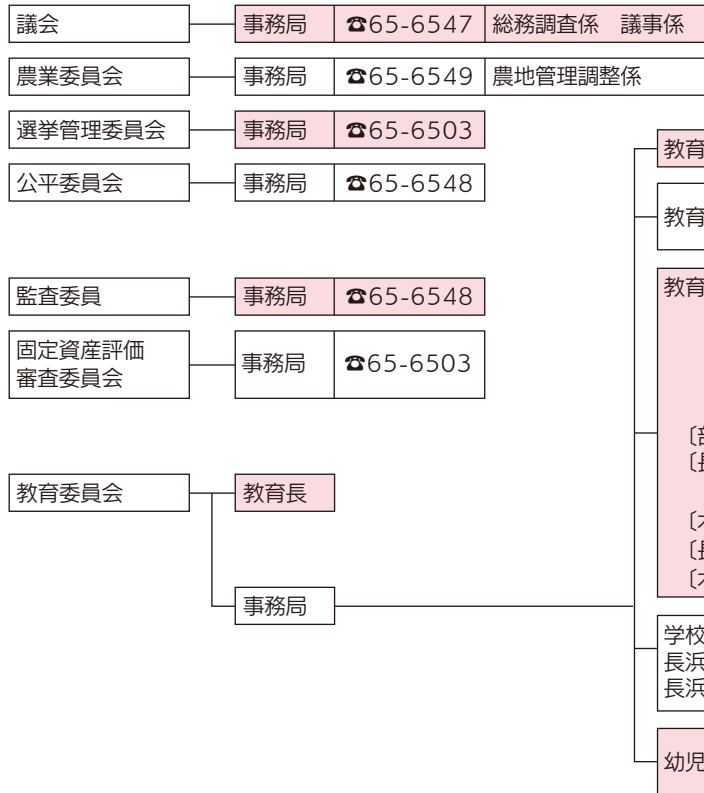 議会 事務局 ☎65-6547 総務調査係 議事係
農業委員会 事務局 ☎65-6549 農地管理調整係
選挙管理委員会 事務局 ☎65-6503
公平委員会 事務局 ☎65-6548
監査委員 事務局 ☎65-6548
固定資産評価
審査委員会 事務局 ☎65-6503
教育委員会 教育長
事務局
教育
教育
教育
〔長
〔長
学校
長浜
長浜
幼児